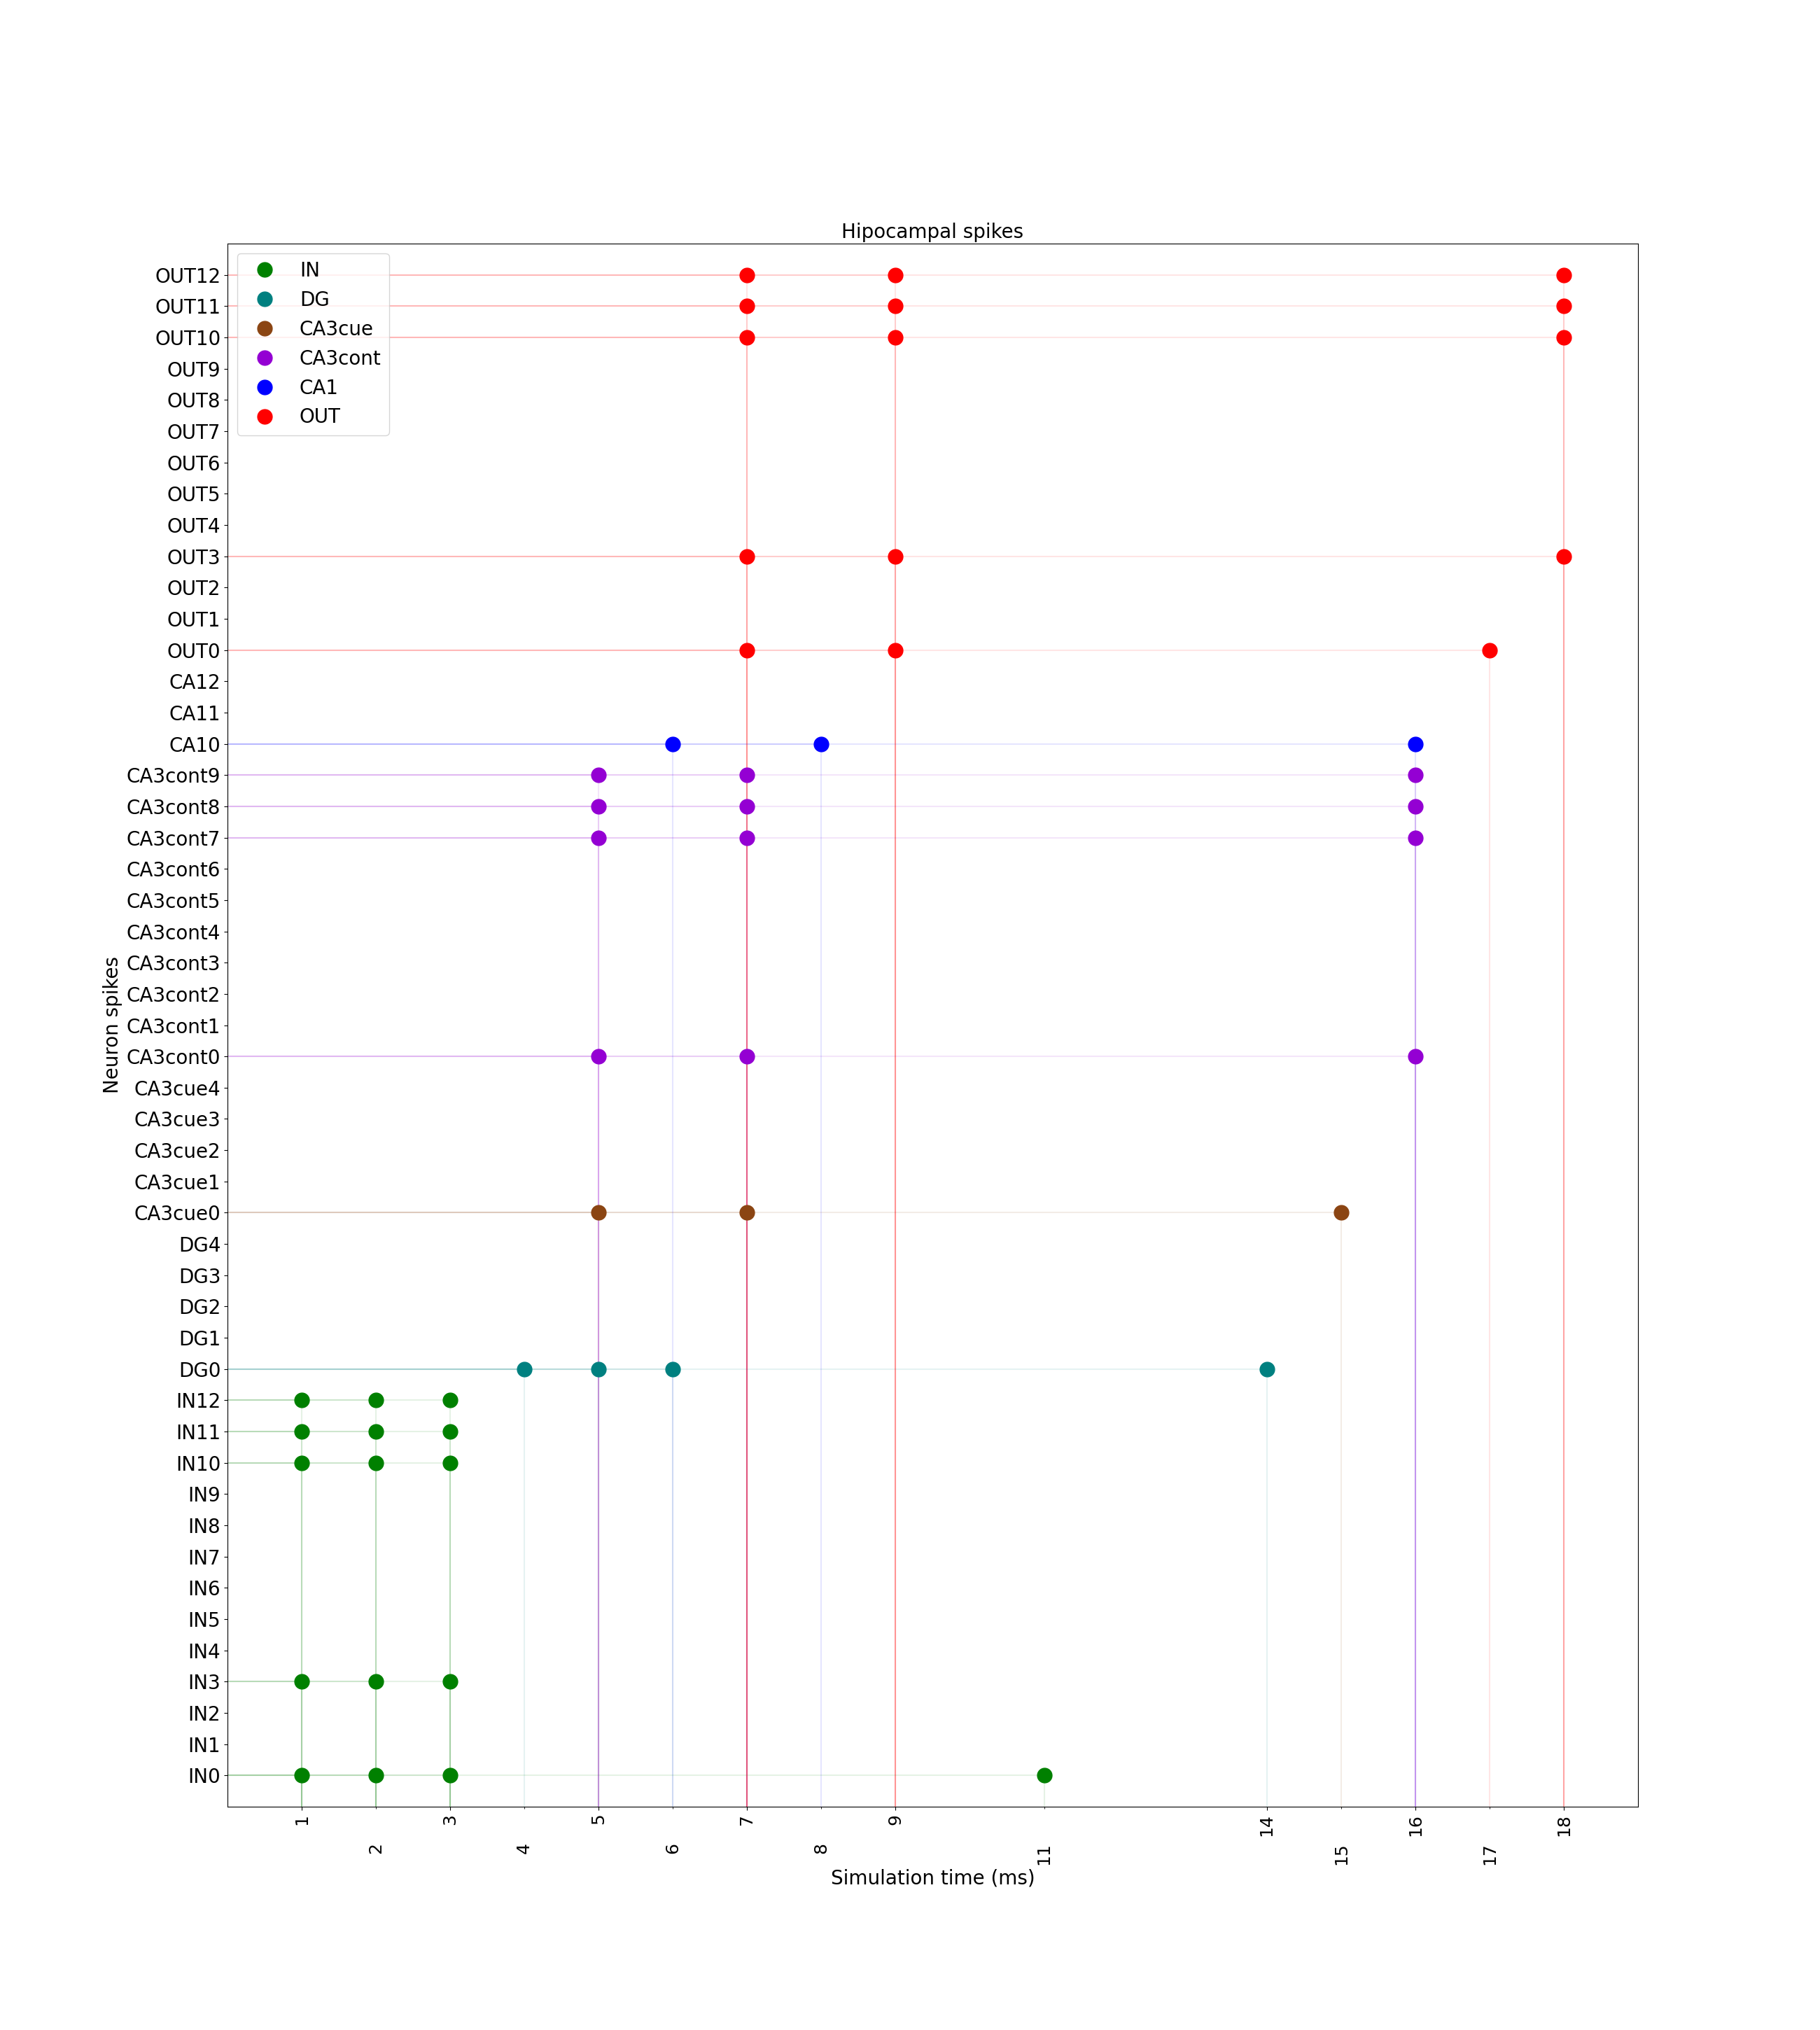 Hipocampal spikes
IN
DG
CA3cue
CA3cont
CA1
OUT
OUT12
OUT11
OUT10
OUT9
OUT8
OUT7
OUT6
OUT5
OUT4
OUT3
OUT2
OUT1
OUT0
CA12
CA11
CA10
CA3cont9
CA3cont8
CA3cont7
CA3cont6
CA3cont5
CA3cont4
CA3cont3
CA3cont2
CA3cont1
CA3cont0
CA3cue4
CA3cue3
CA3cue2
CA3cue1
CA3cue0
DG4
DG3
DG2
DG1
DG0
IN12
IN11
IN10
IN9
IN8
IN7
IN6
IN5
IN4
IN3
IN2
IN1
IN0
Neuron spikes
1 2 3 4 5 6 7 8 9 11 14 15 16 17 18
Simulation time (ms)